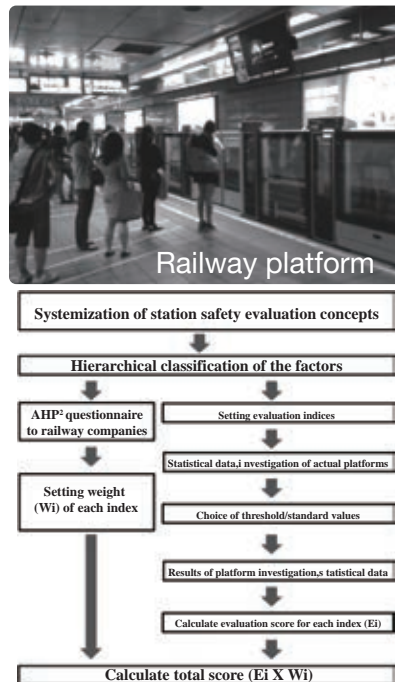 Railway platform
Systemization of station safety evaluation concepts
Hierarchical classification of the factors
AHP² questionnaire
to railway companies
Setting weight
(Wi) of each index
Setting evaluation indices
Statistical data,i nvestigation of actual platforms
Choice of threshold/standard values
Results of platform investigation,s tatistical data
Calculate evaluation score for each index (Ei)
Calculate total score (Ei X Wi)